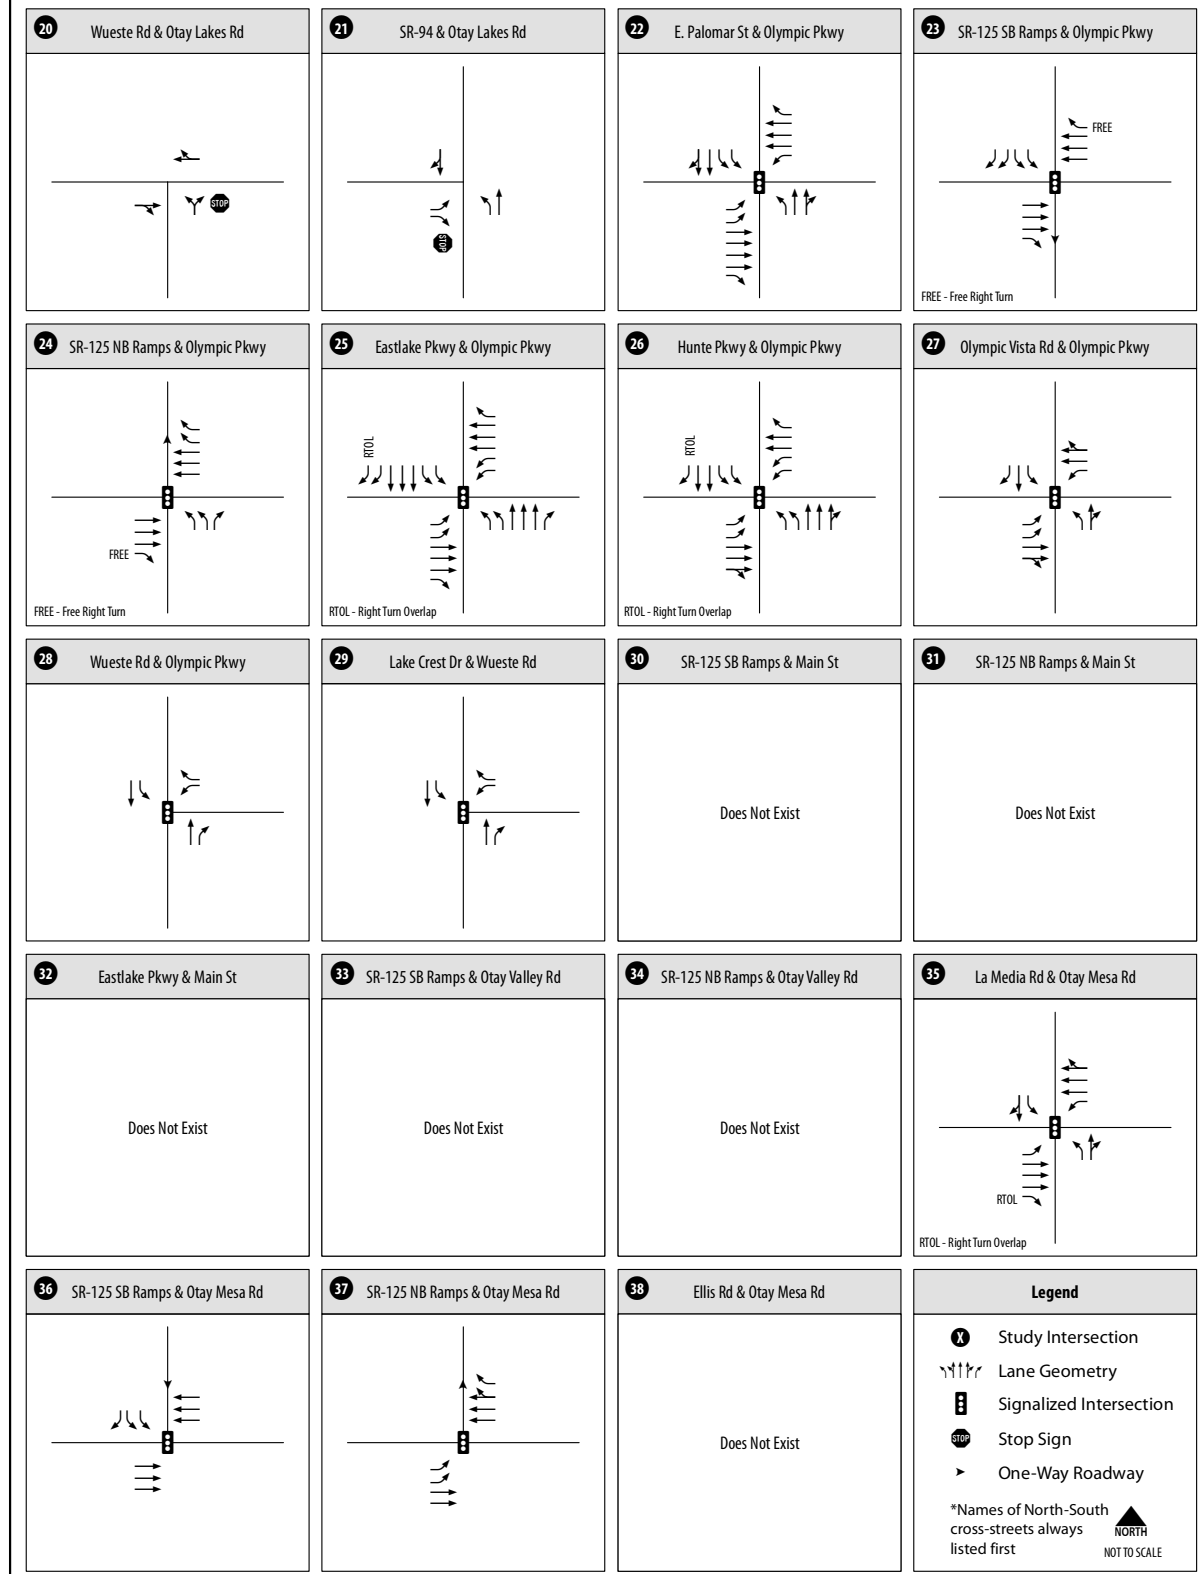 20 Wueste Rd & Otay Lakes Rd
STOP
21 SR-94 & Otay Lakes Rd
STOP
22 E. Palomar St & Olympic Pkwy
23 SR-125 SB Ramps & Olympic Pkwy
FREE
FREE - Free Right Turn
24 SR-125 NB Ramps & Olympic Pkwy
FREE
FREE - Free Right Turn
25 Eastlake Pkwy & Olympic Pkwy
RTOL
RTOL - Right Turn Overlap
26 Hunte Pkwy & Olympic Pkwy
RTOL
RTOL - Right Turn Overlap
27 Olympic Vista Rd & Olympic Pkwy
28 Wueste Rd & Olympic Pkwy
29 Lake Crest Dr & Wueste Rd
30 SR-125 SB Ramps & Main St
Does Not Exist
31 SR-125 NB Ramps & Main St
Does Not Exist
32 Eastlake Pkwy & Main St
Does Not Exist
33 SR-125 SB Ramps & Otay Valley Rd
Does Not Exist
34 SR-125 NB Ramps & Otay Valley Rd
Does Not Exist
35 La Media Rd & Otay Mesa Rd
RTOL
RTOL - Right Turn Overlap
36 SR-125 SB Ramps & Otay Mesa Rd
37 SR-125 NB Ramps & Otay Mesa Rd
38 Ellis Rd & Otay Mesa Rd
Does Not Exist
Legend
X Study Intersection
Lane Geometry
Signalized Intersection
STOP Stop Sign
One-Way Roadway
*Names of North-South
cross-streets always
listed first
NORTH
NOT TO SCALE